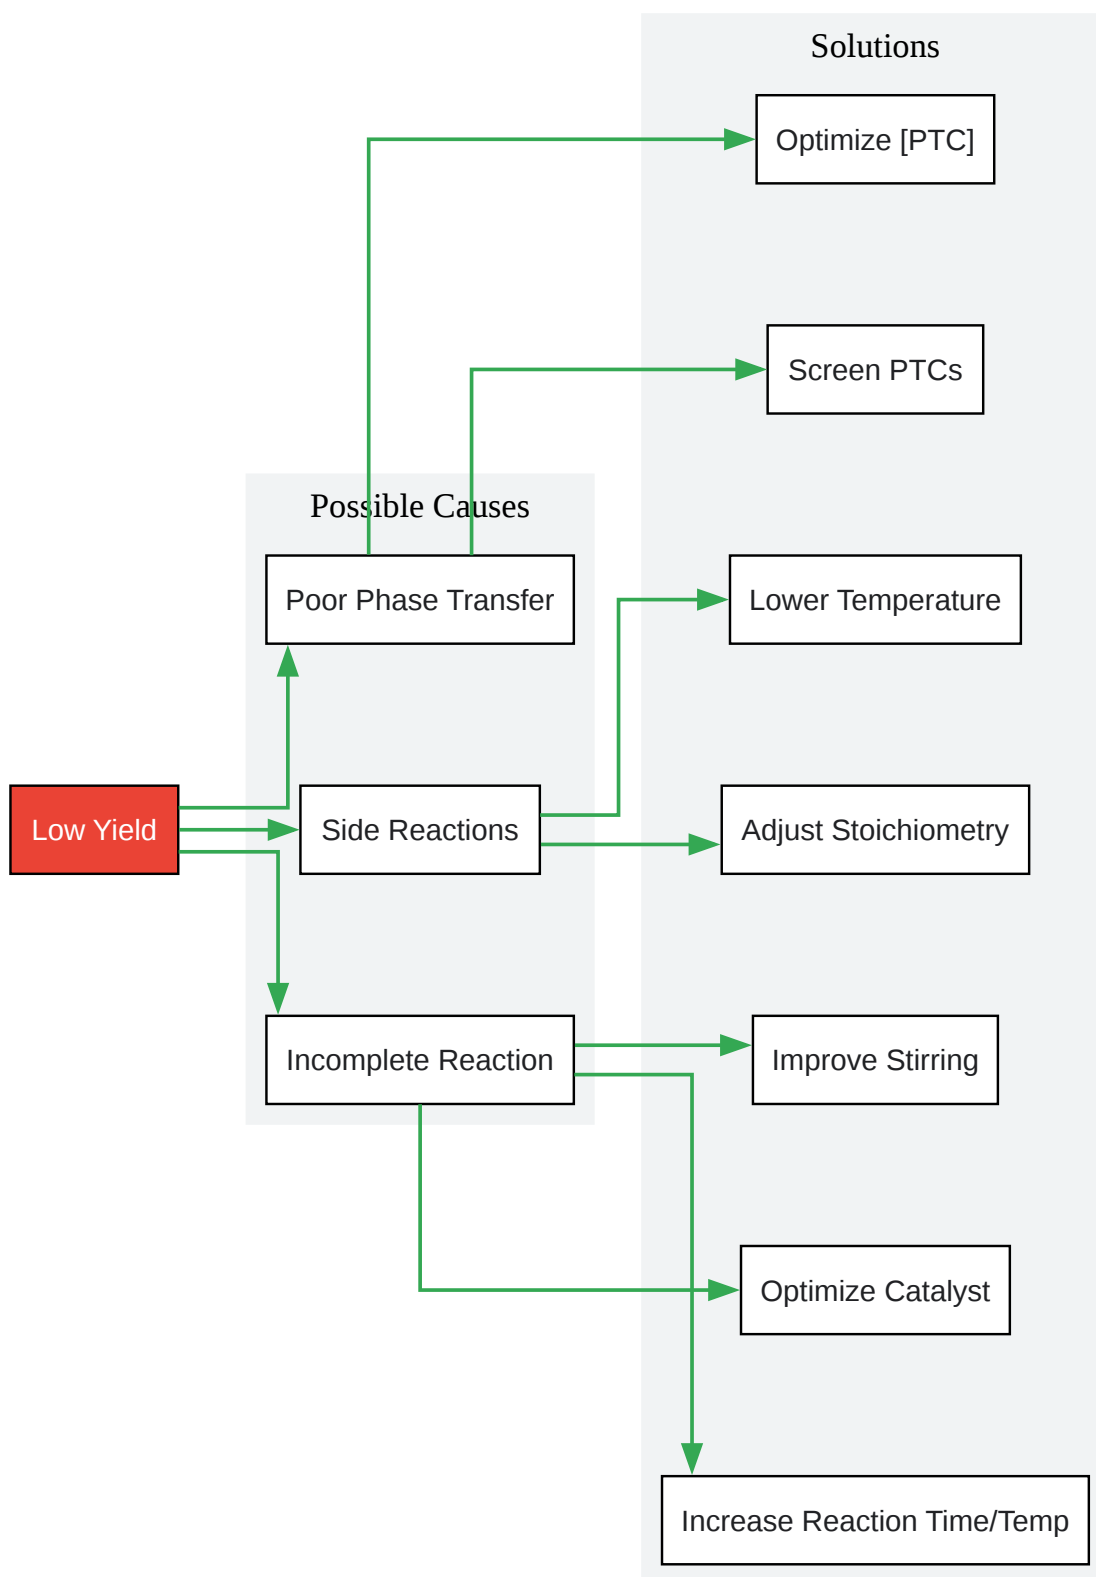 Solutions
Optimize [PTC]
Screen PTCs
Possible Causes
Poor Phase Transfer
Lower Temperature
Low Yield
Side Reactions
Adjust Stoichiometry
Incomplete Reaction
Improve Stirring
Optimize Catalyst
Increase Reaction Time/Temp